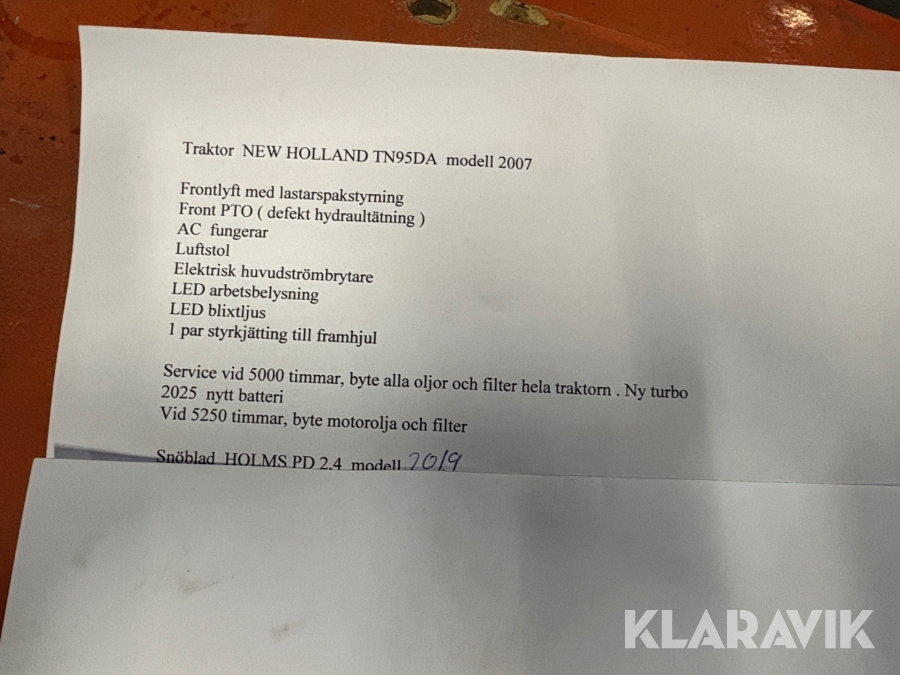 Traktor NEW HOLLAND TN95DA modell 2007
Frontlyft med lastarspakstyrning
Front PTO ( defekt hydraultätning )
AC fungerar
Luftstol
Elektrisk huvudströmbrytare
LED arbetsbelysning
LED blixtljus
1 par styrkjätting till framhjul
Service vid 5000 timmar, byte alla oljor och filter hela traktorn . Ny turbo
2025 nytt batteri
Vid 5250 timmar, byte motorolja och filter
Snöblad HOLMS PD 2.4 modell 2019
KLARAVIK